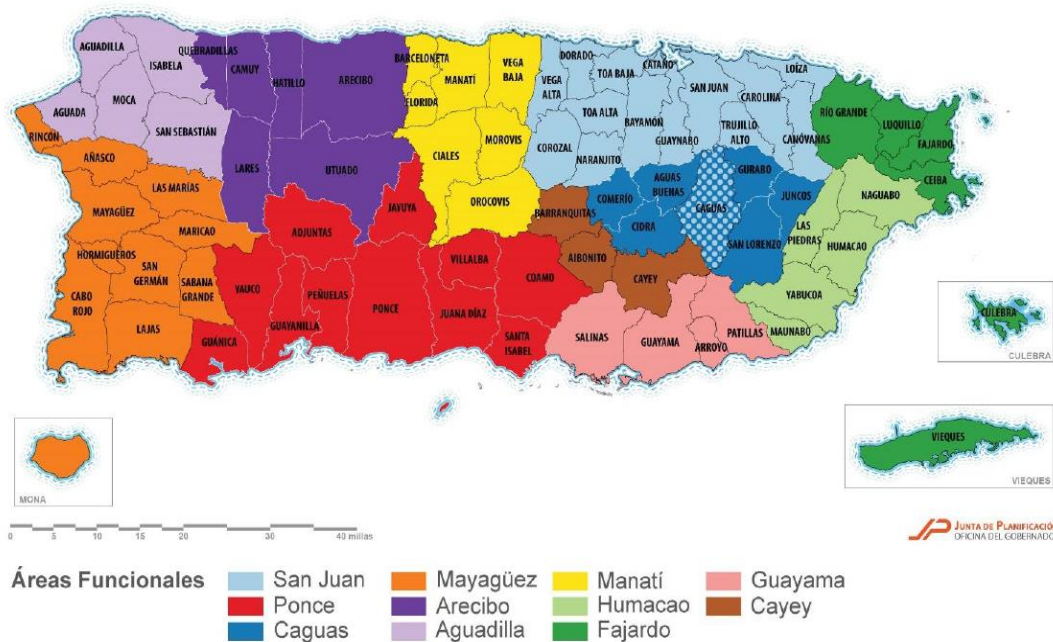 AGUADILLA
ISABELA
QUEBRADILLAS
CAMUY
HATILLO
ARECIBO
BARCELONETA
MANATÍ
VEGA
BAJA
DORADO
VEGA
ALTA
TOA BAJA
CATAÑO
SAN JUAN
LOÍZA
CAROLINA
AGUADA
MOCA
SAN SEBASTIÁN
FLORIDA
TOA ALTA
BAYAMÓN
GUAYNABO
TRUJILLO
ALTO
CANÓVANAS
RÍO GRANDE
LUQUILLO
FAJARDO
CEIBA
RINCÓN
AÑASCO
LARES
UTUADO
CIALES
MOROVIS
COROZAL
NARANJITO
LAS MARÍAS
MAYAGÜEZ
MARICAO
ADJUNTAS
JAVUYA
OROCOVIS
BARRANQUITAS
COMERÍO
AGUAS
BUENAS
CIDRA
CAGUAS
GURABO
JUNCOS
SAN LORENZO
LAS
PIEDRAS
NAGUABO
HUMACAO
HORMIGUEROS
SAN
GERMÁN
SABANA
GRANDE
CABO
ROJO
LAJAS
YAUCO
GUÁNICA
GUAYANILLA
PEÑUELAS
PONCE
VILLALBA
JUANA DÍAZ
COAMO
SANTA
ISABEL
AIBONITO
CAYEY
SALINAS
GUAYAMA
ARROYO
PATILLAS
YABUCOA
MAUNABO
CULEBRA
CULEBRA
VIEQUES
VIEQUES
MONA
0 5 10 15 20 30 40 millas
JP JUNTA DE PLANIFICACIÓ
OFICINA DEL GOBERNADO
Áreas Funcionales
San Juan
Mayagüez
Manatí
Guayama
Ponce
Arecibo
Humacao
Cayey
Caguas
Aguadilla
Fajardo